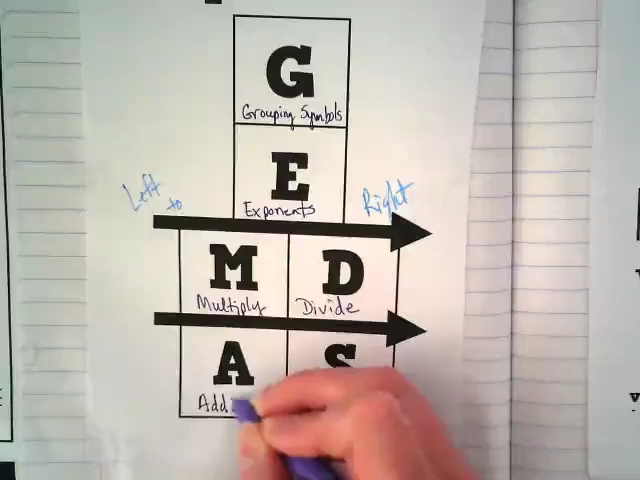 G
Grouping Symbols
E
Exponents
Left to Right
M D
Multiply Divide
A S
Add